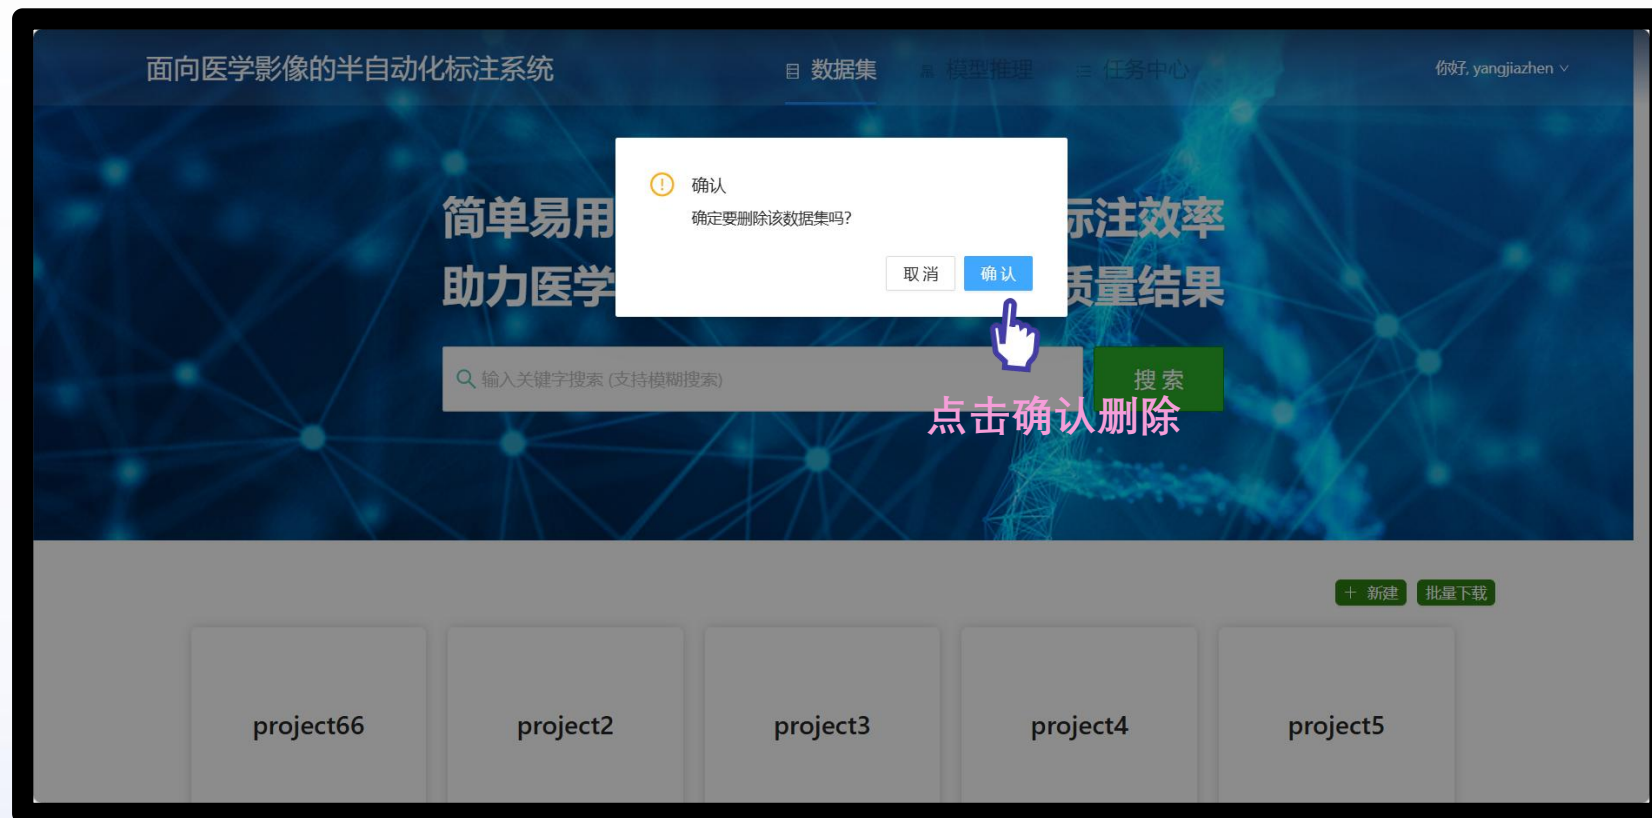 面向医学影像的半自动化标注系统
数据集
模型推理
任务中心
你好, yangjiazhen
确认
确定要删除该数据集吗?
取消
确认
简单易用
标注效率
助力医学
质量结果
输入关键字搜索 (支持模糊搜索)
搜索
点击确认删除
+ 新建
批量下载
project66
project2
project3
project4
project5